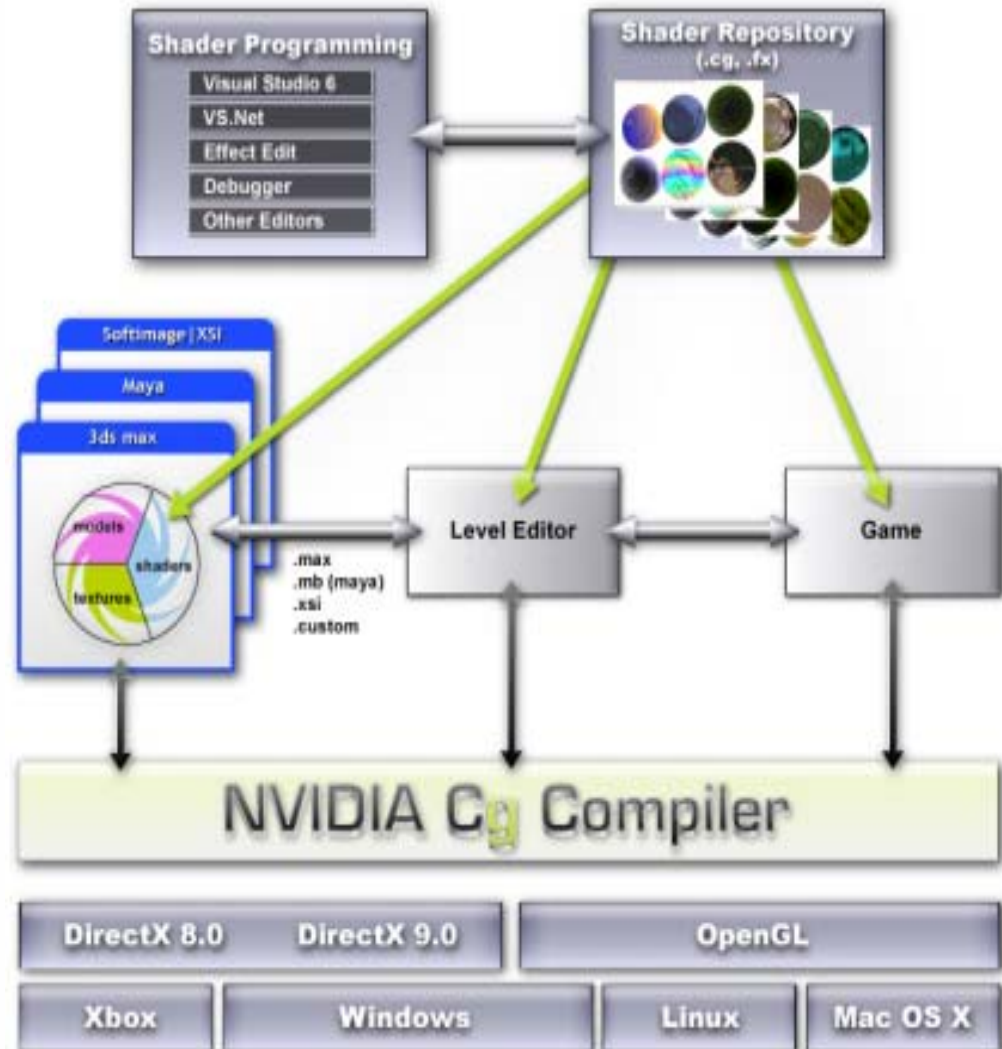 Shader Programming
Visual Studio 6
VS.Net
Effect Edit
Debugger
Other Editors
Shader Repository
(.cg, .fx)
Softimage|XSI
Maya
3ds max
models
shaders
textures
.max
.mb (maya)
.xsi
.custom
Level Editor
Game
NVIDIA Cg Compiler
DirectX 8.0 DirectX 9.0
OpenGL
Xbox
Windows
Linux
Mac OS X